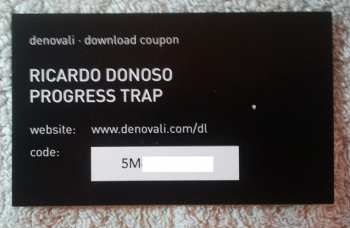 denovali · download coupon
RICARDO DONOSO
PROGRESS TRAP
website: www.denovali.com/dl
code: 5M